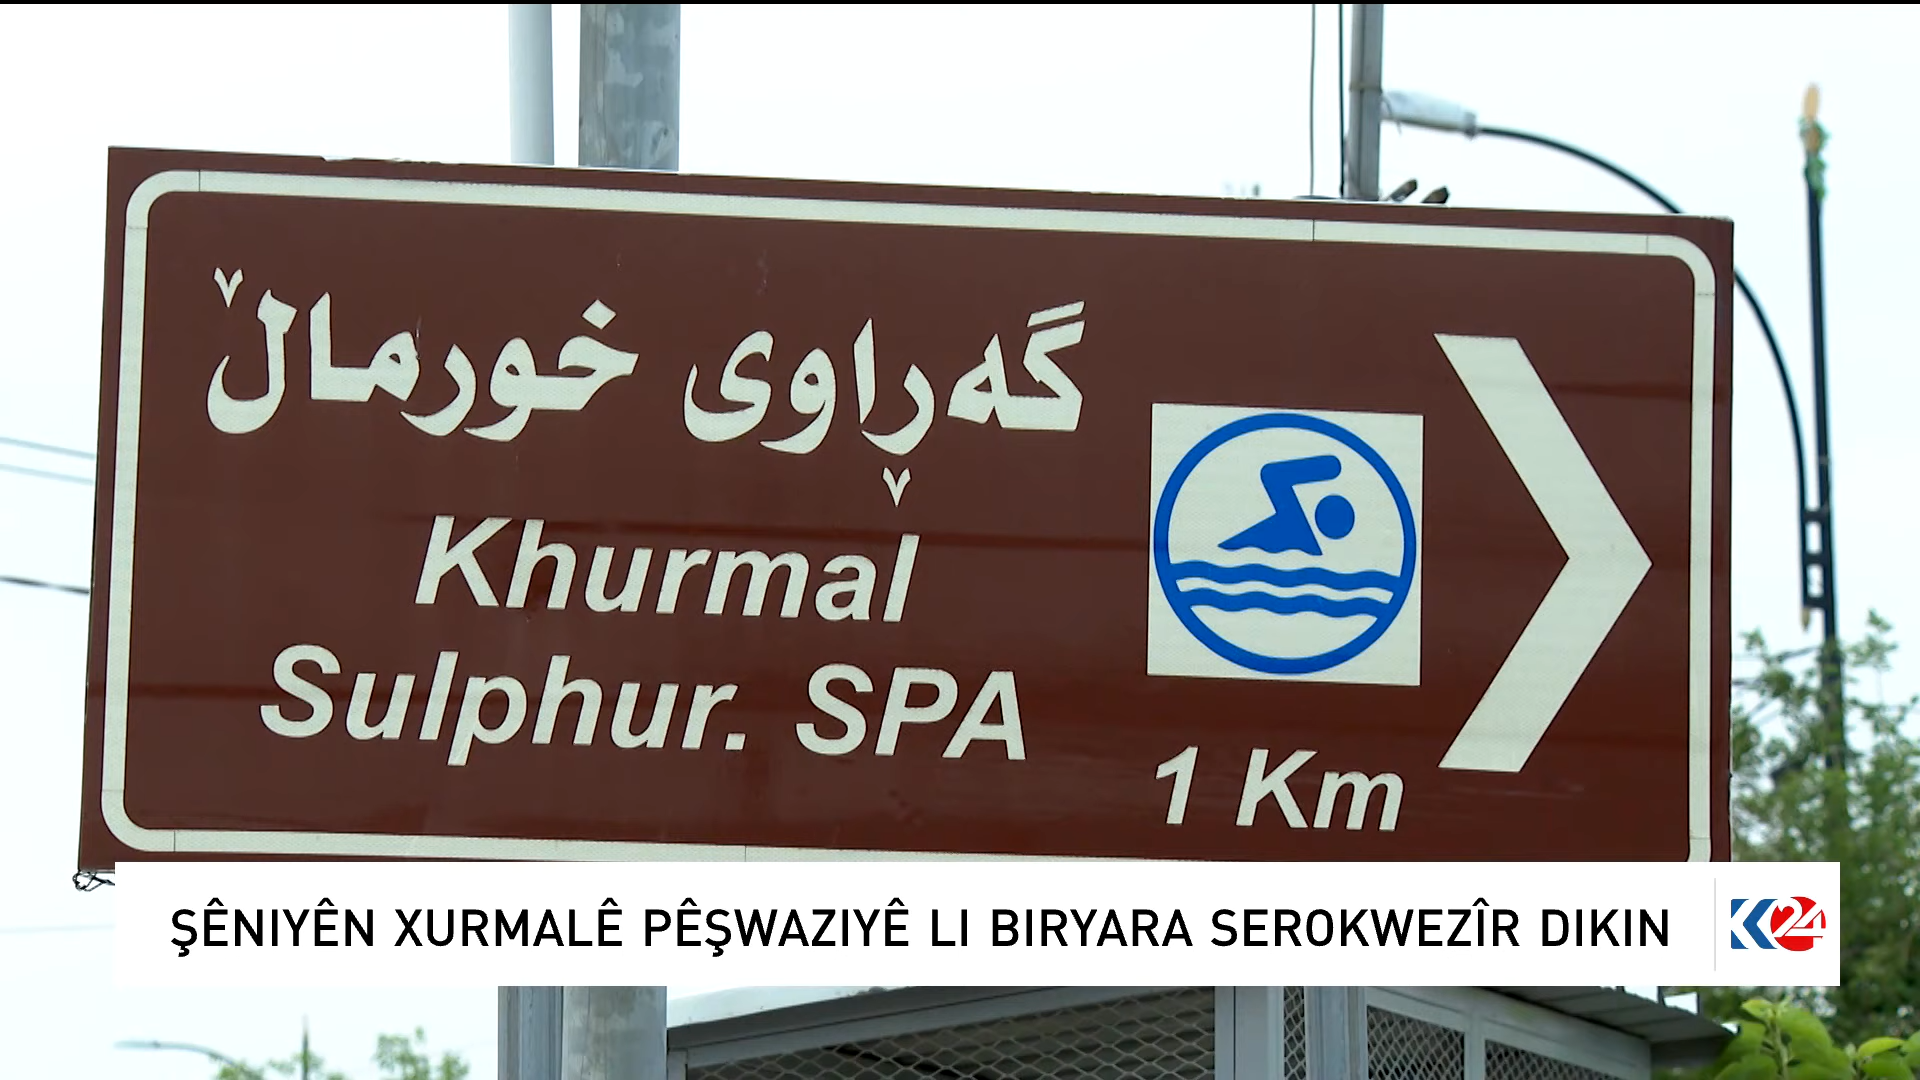 گەڕاوی خورماڵ
Khurmal
Sulphur. SPA
1 Km
ŞÊNIYÊN XURMALÊ PÊŞWAZIYÊ LI BIRYARA SEROKWEZÎR DIKIN
K24